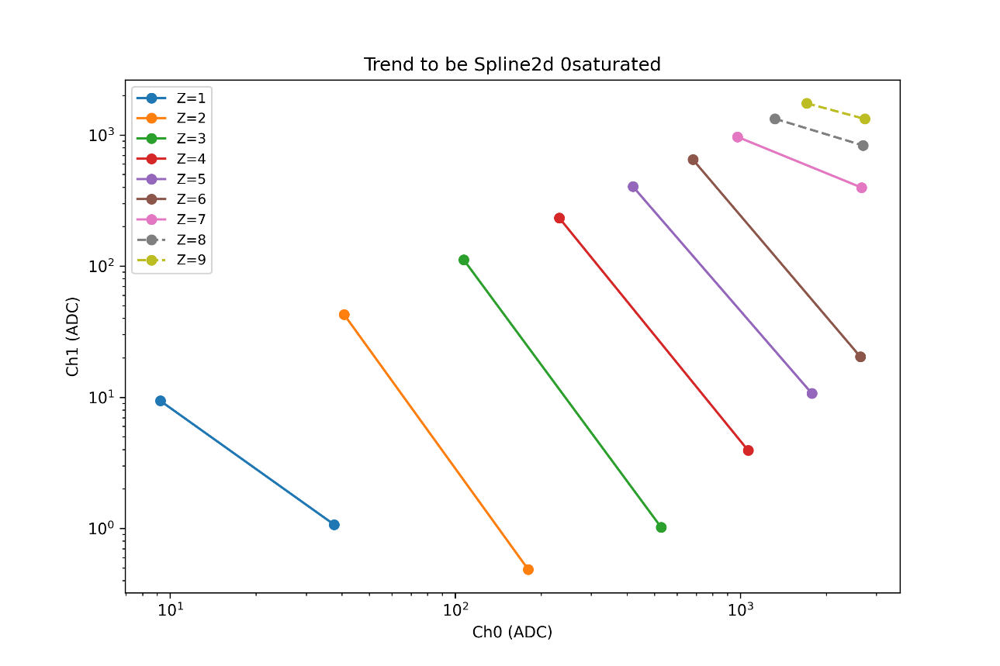 Trend to be Spline2d 0saturated
Z=1
Z=2
Z=3
Z=4
Z=5
Z=6
Z=7
Z=8
Z=9
10³
10²
10¹
10⁰
Ch1 (ADC)
10¹ 10² 10³
Ch0 (ADC)